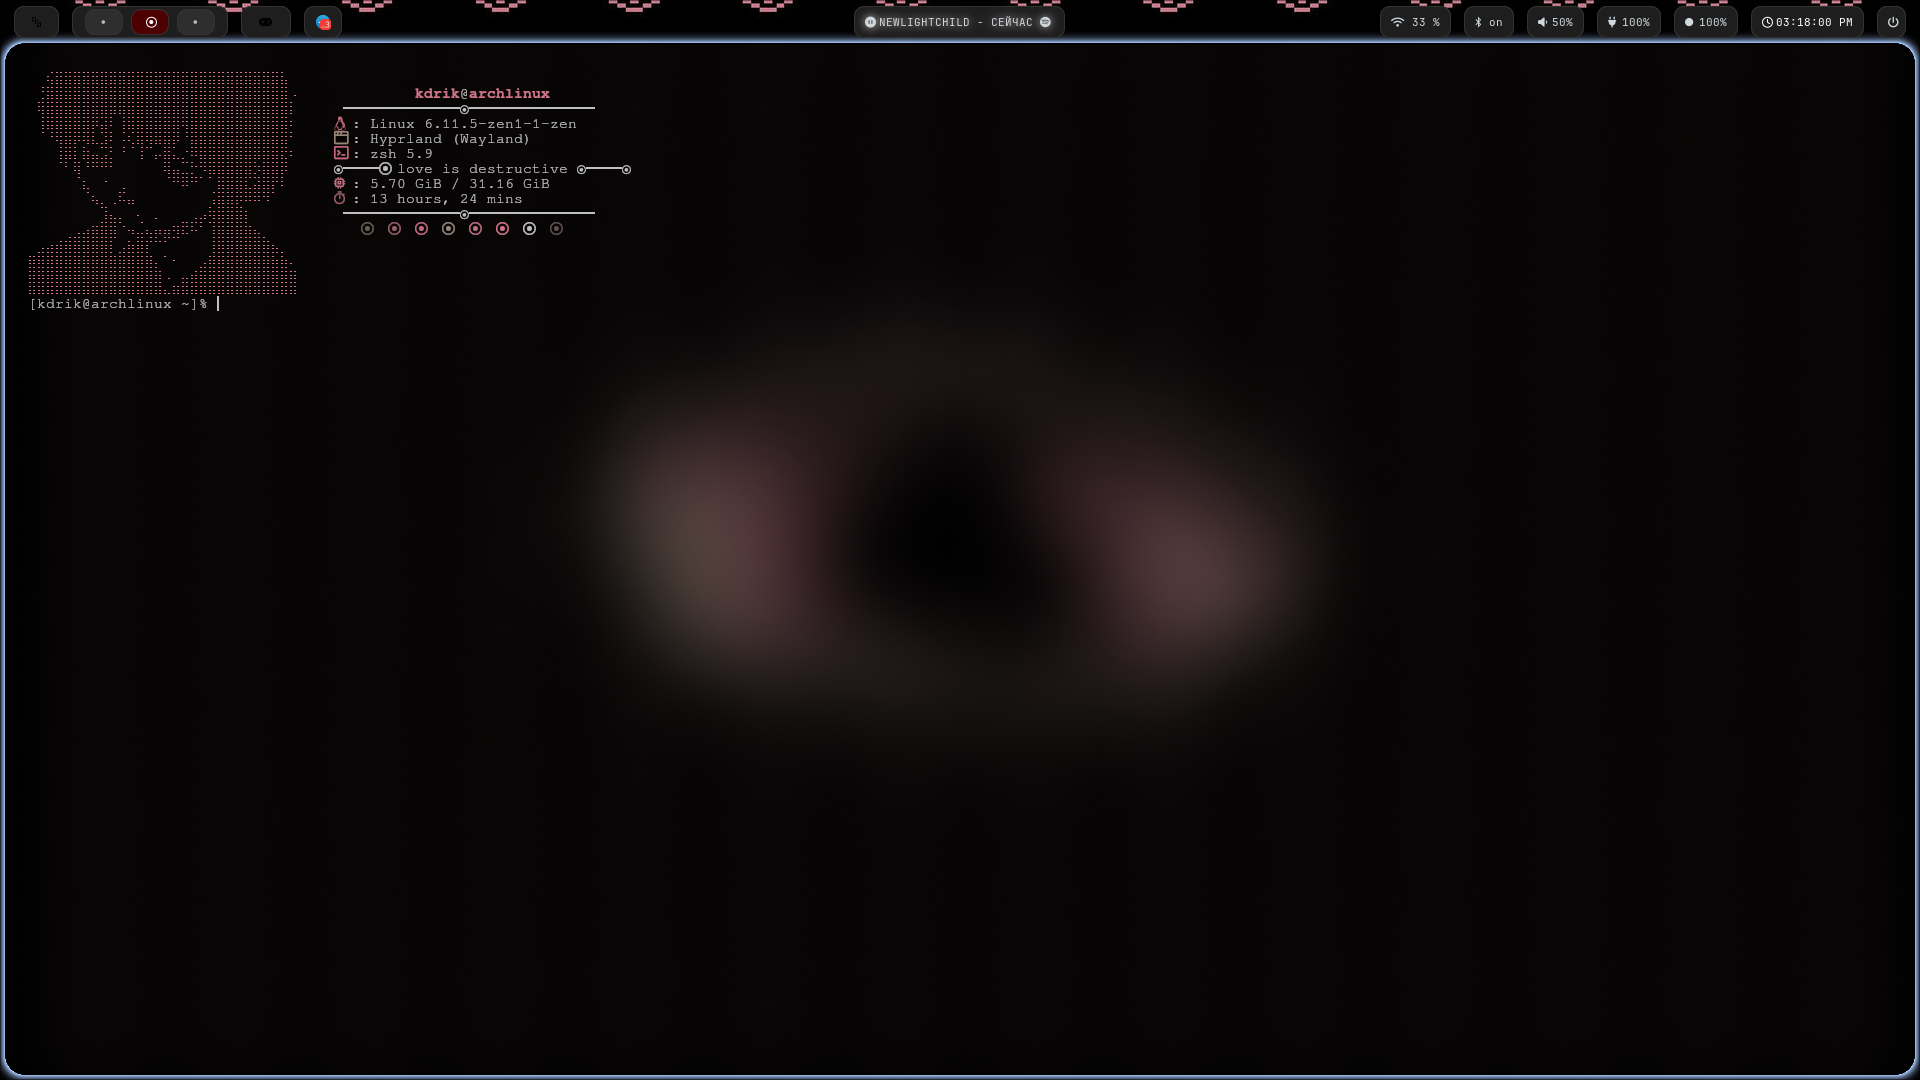 3
NEWLIGHTCHILD - СЕЙЧАС
33 %
on
50%
100%
100%
03:18:00 PM
kdrik@archlinux
: Linux 6.11.5-zen1-1-zen
: Hyprland (Wayland)
: zsh 5.9
love is destructive
: 5.70 GiB / 31.16 GiB
: 13 hours, 24 mins
[kdrik@archlinux ~]%